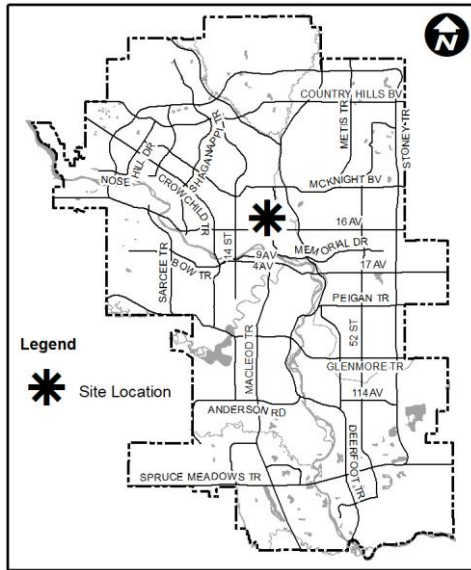 N
COUNTRY HILLS BV
METIS TR
STONEY TR
SHAGANAPPI TR
NOSE HILL DR
CROWCHILD TR
MCKNIGHT BV
16 AV
MEMORIAL DR
14 ST
9 AV
4 AV
17 AV
SARCEE TR
BOW TR
PEIGAN TR
52 ST
MACLEOD TR
Legend
Site Location
GLENMORE TR
ANDERSON RD
114 AV
DEERFOOT TR
SPRUCE MEADOWS TR